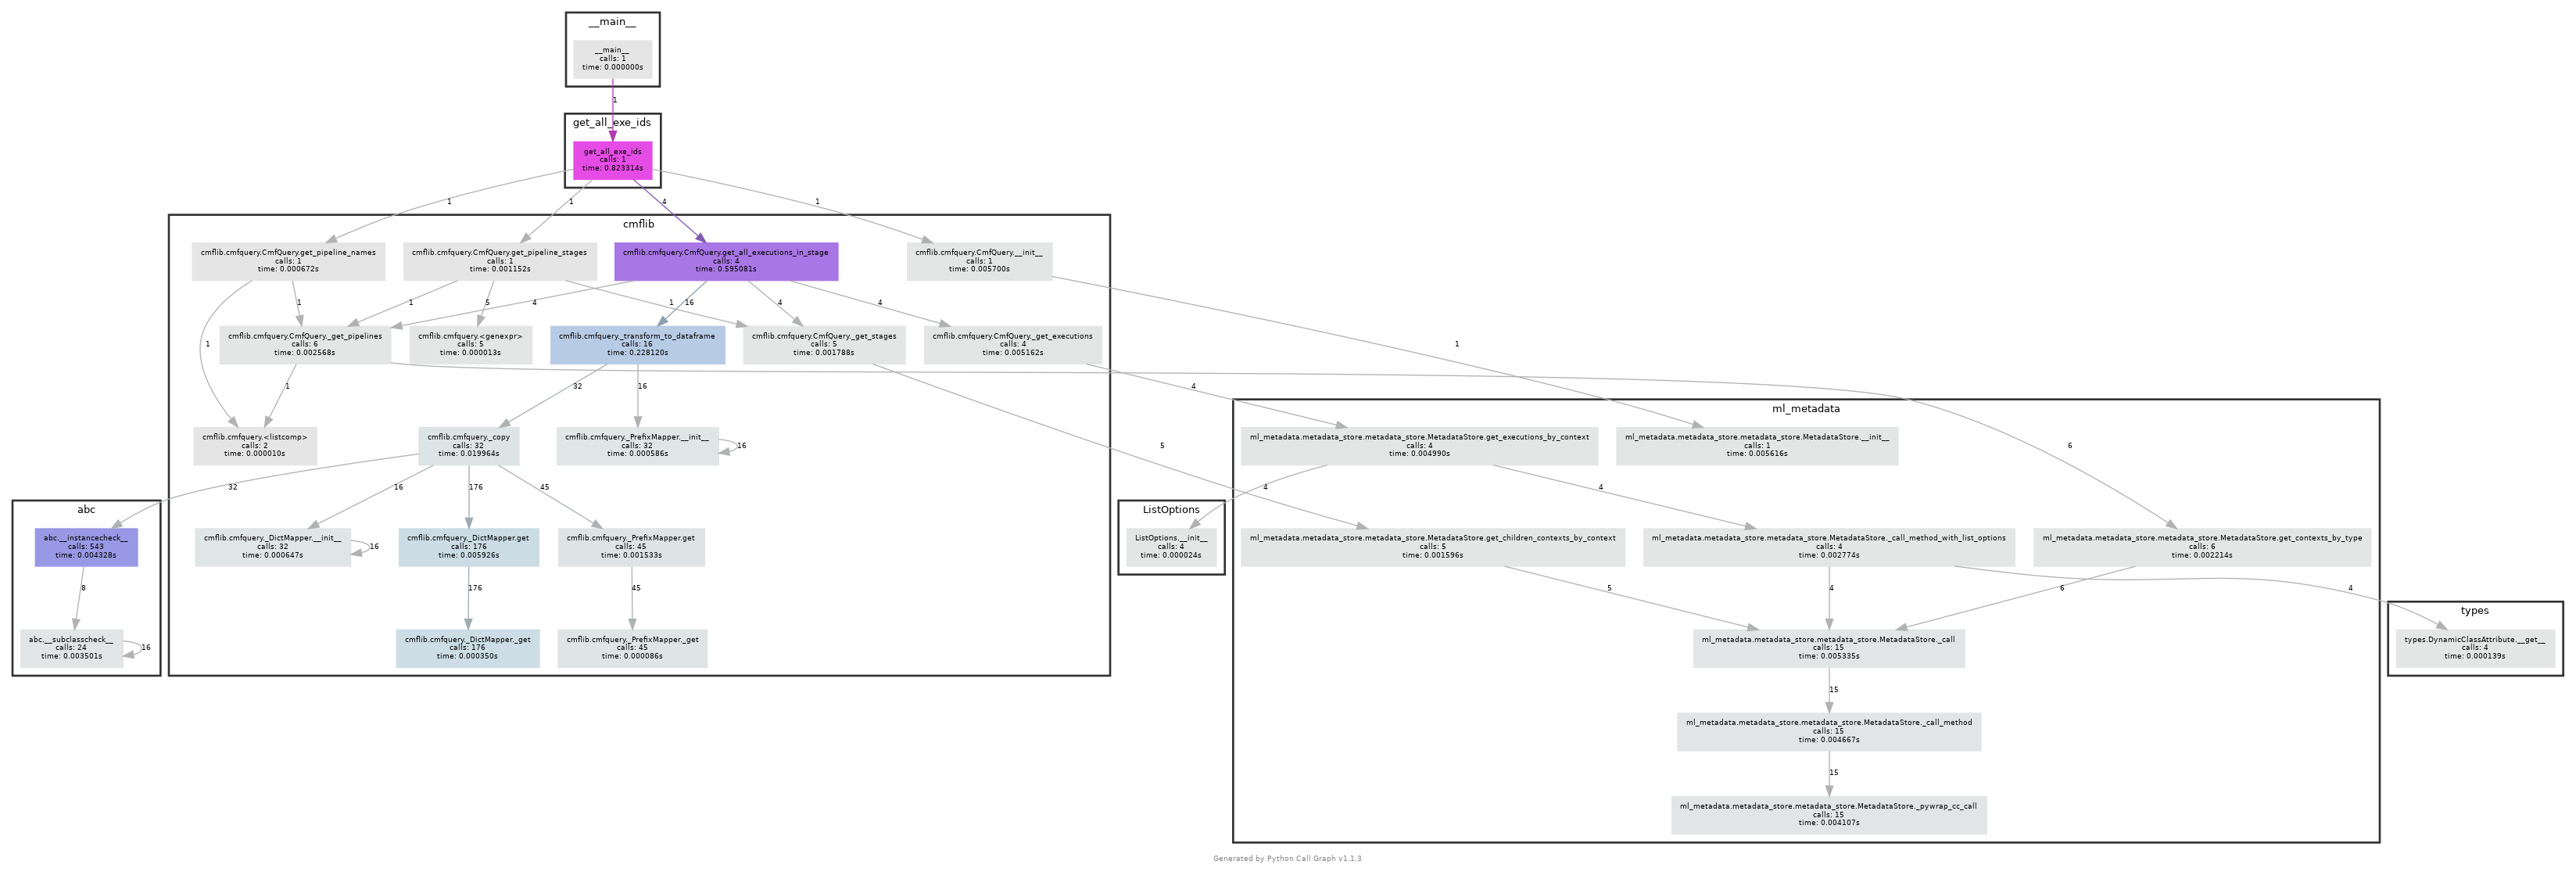 __main__
__main__
calls: 1
time: 0.000000s
1
get_all_exe_ids
get_all_exe_ids
calls: 1
time: 0.823314s
1
1
4
1
cmflib
cmflib.cmfquery.CmfQuery.get_pipeline_names
calls: 1
time: 0.000672s
cmflib.cmfquery.CmfQuery.get_pipeline_stages
calls: 1
time: 0.001152s
cmflib.cmfquery.CmfQuery.get_all_executions_in_stage
calls: 4
time: 0.595081s
cmflib.cmfquery.CmfQuery.__init__
calls: 1
time: 0.005700s
1
1
5
4
1
16
4
4
cmflib.cmfquery.CmfQuery._get_pipelines
calls: 6
time: 0.002568s
cmflib.cmfquery.<genexpr>
calls: 5
time: 0.000013s
cmflib.cmfquery._transform_to_dataframe
calls: 16
time: 0.228120s
cmflib.cmfquery.CmfQuery._get_stages
calls: 5
time: 0.001788s
cmflib.cmfquery.CmfQuery._get_executions
calls: 4
time: 0.005162s
1
1
1
32
16
4
ml_metadata
cmflib.cmfquery.<listcomp>
calls: 2
time: 0.000010s
cmflib.cmfquery._copy
calls: 32
time: 0.019964s
cmflib.cmfquery._PrefixMapper.__init__
calls: 32
time: 0.000586s
16
ml_metadata.metadata_store.metadata_store.MetadataStore.get_executions_by_context
calls: 4
time: 0.004990s
ml_metadata.metadata_store.metadata_store.MetadataStore.__init__
calls: 1
time: 0.005616s
5
6
32
16
176
45
4
4
abc
ListOptions
abc.__instancecheck__
calls: 543
time: 0.004328s
cmflib.cmfquery._DictMapper.__init__
calls: 32
time: 0.000647s
16
cmflib.cmfquery._DictMapper.get
calls: 176
time: 0.005926s
cmflib.cmfquery._PrefixMapper.get
calls: 45
time: 0.001533s
ListOptions.__init__
calls: 4
time: 0.000024s
ml_metadata.metadata_store.metadata_store.MetadataStore.get_children_contexts_by_context
calls: 5
time: 0.001596s
ml_metadata.metadata_store.metadata_store.MetadataStore._call_method_with_list_options
calls: 4
time: 0.002774s
ml_metadata.metadata_store.metadata_store.MetadataStore.get_contexts_by_type
calls: 6
time: 0.002214s
8
176
45
5
4
6
4
types
abc.__subclasscheck__
calls: 24
time: 0.003501s
16
cmflib.cmfquery._DictMapper._get
calls: 176
time: 0.000350s
cmflib.cmfquery._PrefixMapper._get
calls: 45
time: 0.000086s
ml_metadata.metadata_store.metadata_store.MetadataStore._call
calls: 15
time: 0.005335s
types.DynamicClassAttribute.__get__
calls: 4
time: 0.000139s
15
ml_metadata.metadata_store.metadata_store.MetadataStore._call_method
calls: 15
time: 0.004667s
15
ml_metadata.metadata_store.metadata_store.MetadataStore._pywrap_cc_call
calls: 15
time: 0.004107s
Generated by Python Call Graph v1.1.3